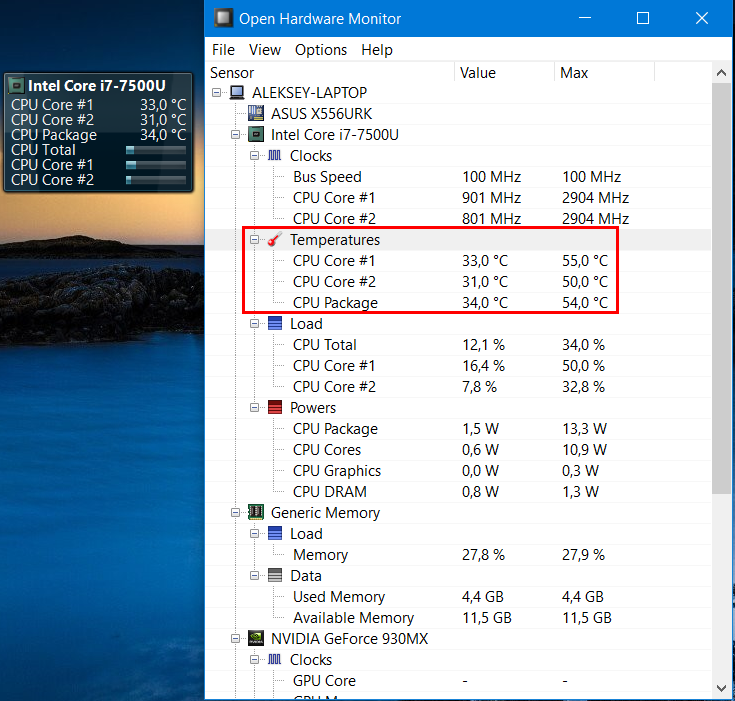 Intel Core i7-7500U
CPU Core #1 33,0 °C
CPU Core #2 31,0 °C
CPU Package 34,0 °C
CPU Total
CPU Core #1
CPU Core #2
Open Hardware Monitor
File View Options Help
Sensor Value Max
ALEKSEY-LAPTOP
ASUS X556URK
Intel Core i7-7500U
Clocks
Bus Speed 100 MHz 100 MHz
CPU Core #1 901 MHz 2904 MHz
CPU Core #2 801 MHz 2904 MHz
Temperatures
CPU Core #1 33,0 °C 55,0 °C
CPU Core #2 31,0 °C 50,0 °C
CPU Package 34,0 °C 54,0 °C
Load
CPU Total 12,1 % 34,0 %
CPU Core #1 16,4 % 50,0 %
CPU Core #2 7,8 % 32,8 %
Powers
CPU Package 1,5 W 13,3 W
CPU Cores 0,6 W 10,9 W
CPU Graphics 0,0 W 0,3 W
CPU DRAM 0,8 W 1,3 W
Generic Memory
Load
Memory 27,8 % 27,9 %
Data
Used Memory 4,4 GB 4,4 GB
Available Memory 11,5 GB 11,5 GB
NVIDIA GeForce 930MX
Clocks
GPU Core - -